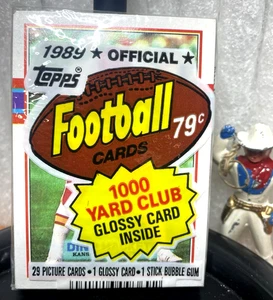 1989 ★ OFFICIAL ★
Topps
Football
79¢
CARDS
1000
YARD CLUB
GLOSSY CARD
INSIDE
KANS
29 PICTURE CARDS • 1 GLOSSY CARD • 1 STICK BUBBLE GUM